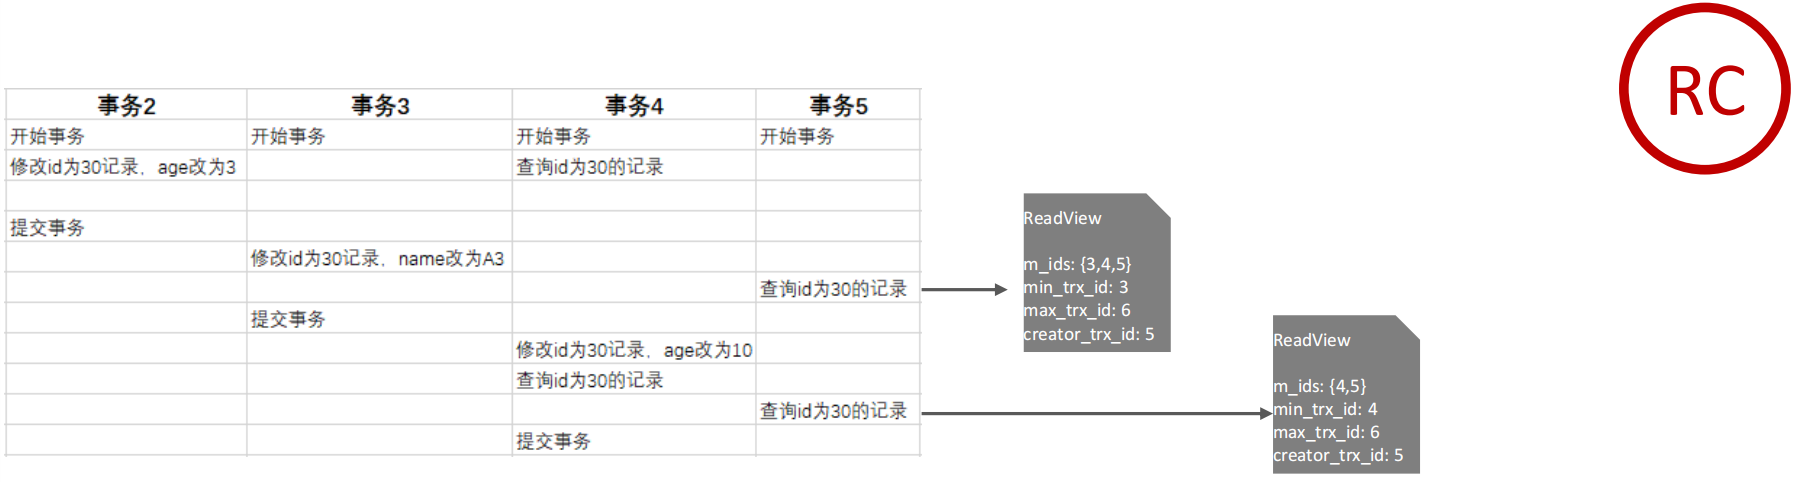 RC
事务2 事务3 事务4 事务5
开始事务 开始事务 开始事务 开始事务
修改id为30记录，age改为3 查询id为30的记录
提交事务
修改id为30记录，name改为A3
查询id为30的记录
提交事务
修改id为30记录，age改为10
查询id为30的记录
查询id为30的记录
提交事务
ReadView
m_ids: {3,4,5}
min_trx_id: 3
max_trx_id: 6
creator_trx_id: 5
ReadView
m_ids: {4,5}
min_trx_id: 4
max_trx_id: 6
creator_trx_id: 5